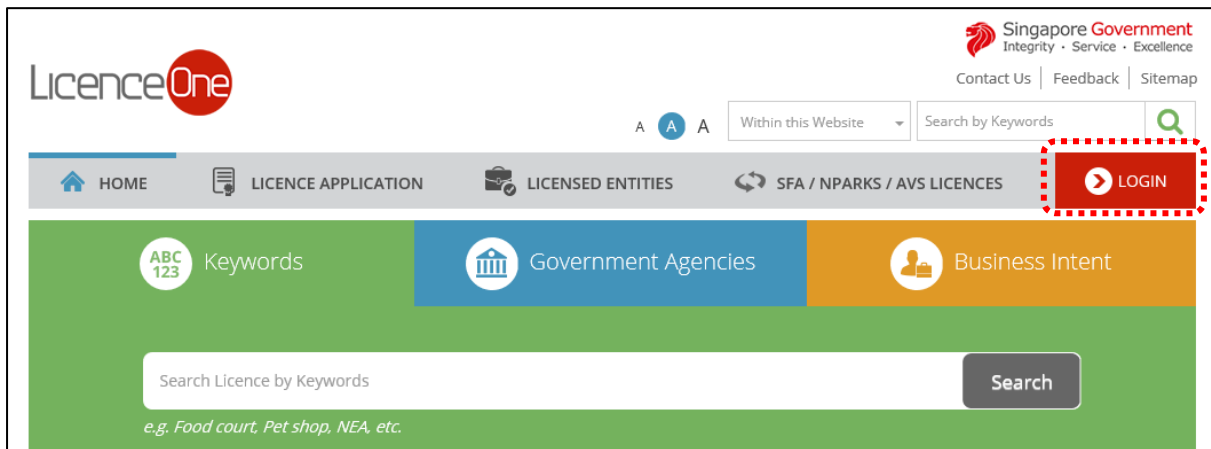 Singapore Government
Integrity · Service · Excellence
LicenceOne
Contact Us | Feedback | Sitemap
A A A Within this Website Search by Keywords
HOME LICENCE APPLICATION LICENSED ENTITIES SFA / NPARKS / AVS LICENCES LOGIN
ABC 123 Keywords Government Agencies Business Intent
Search Licence by Keywords Search
e.g. Food court, Pet shop, NEA, etc.